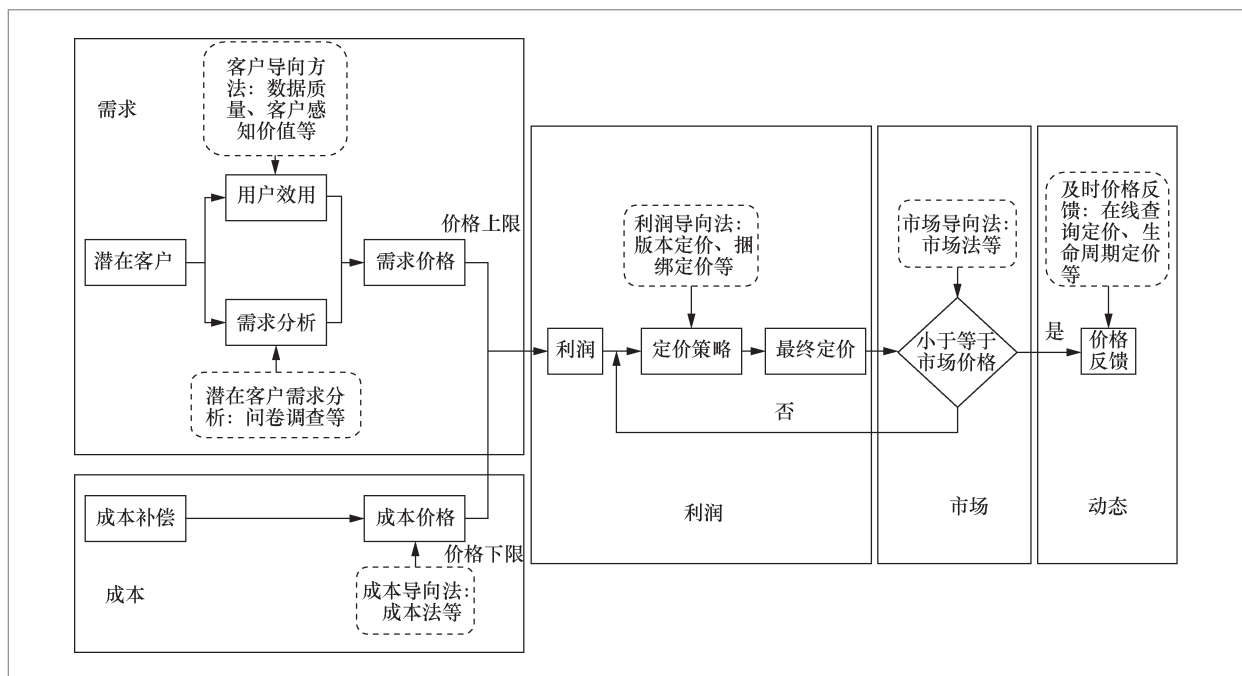 需求
客户导向方
法：数据质
量、客户感
知价值等
用户效用
价格上限
潜在客户
需求价格
需求分析
潜在客户需求分
析：问卷调查等
成本补偿
成本价格
价格下限
成本导向法：
成本法等
成本
利润导向法：
版本定价、捆
绑定价等
利润
定价策略
最终定价
利润
市场导向法：
市场法等
小于等于
市场价格
是
否
市场
及时价格反
馈：在线查
询定价、生
命周期定价
等
价格
反馈
动态